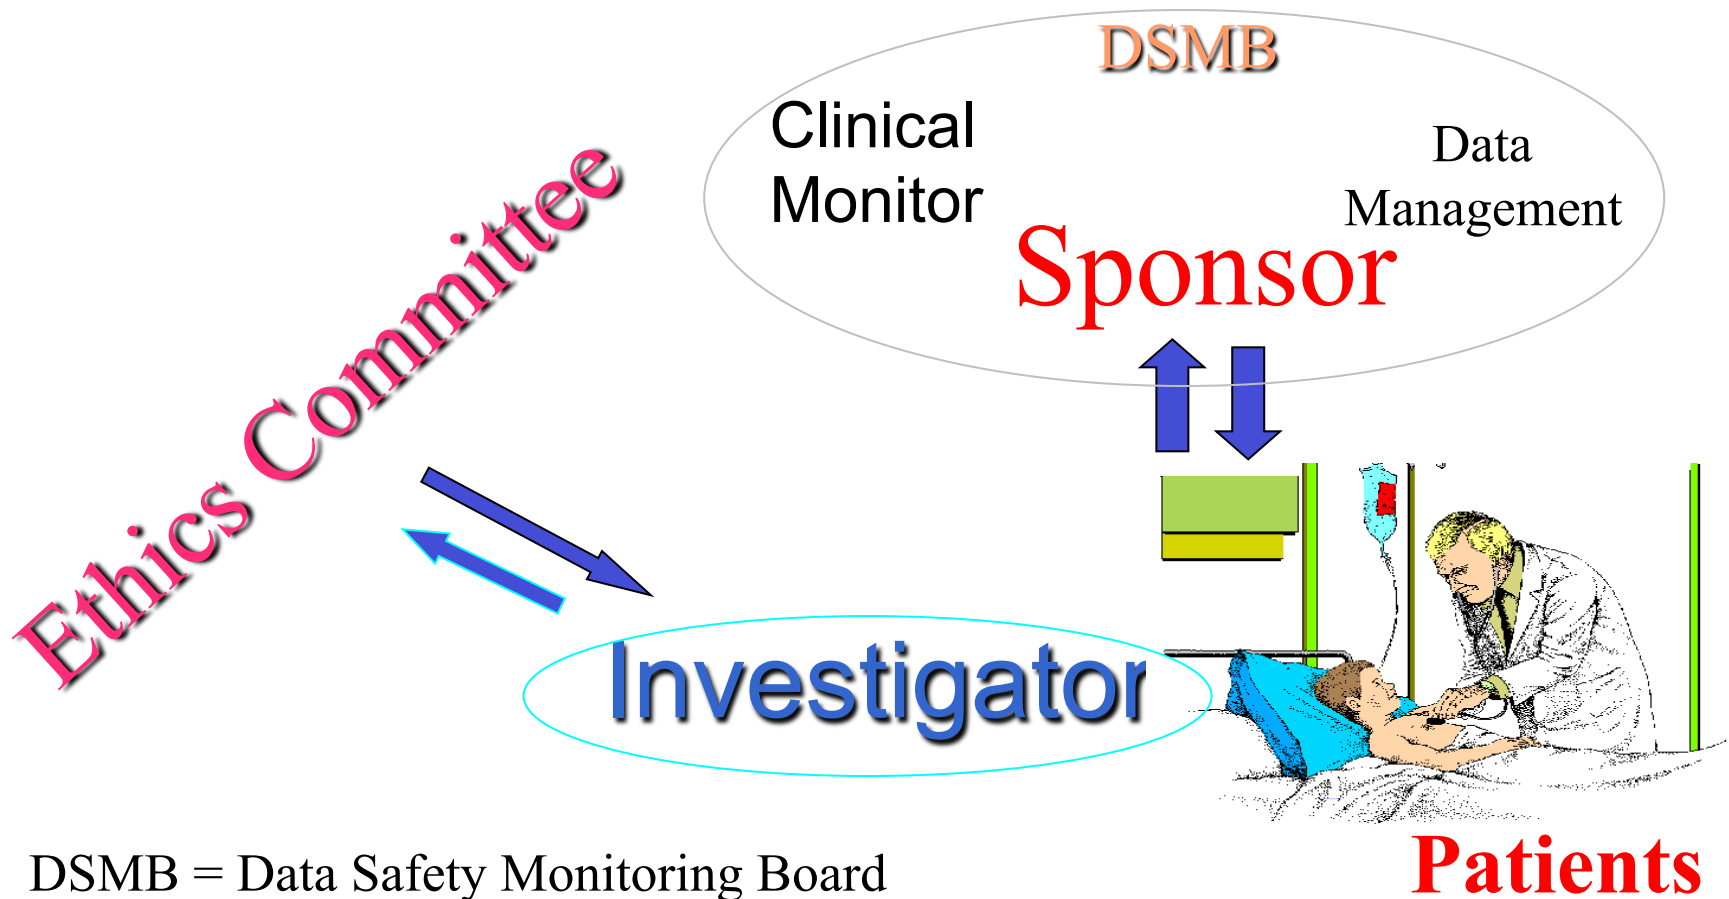 DSMB
Clinical
Monitor
Data
Management
Sponsor
Ethics Committee
Investigator
Patients
DSMB = Data Safety Monitoring Board